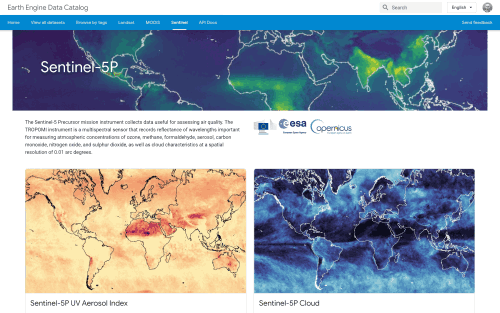 Earth Engine Data Catalog
Search
English
Home View all datasets Browse by tags Landsat MODIS Sentinel API Docs Send feedback
Sentinel-5P
The Sentinel-5 Precursor mission instrument collects data useful for assessing air quality. The
TROPOMI instrument is a multispectral sensor that records reflectance of wavelengths important
for measuring atmospheric concentrations of ozone, methane, formaldehyde, aerosol, carbon
monoxide, nitrogen oxide, and sulphur dioxide, as well as cloud characteristics at a spatial
resolution of 0.01 arc degrees.
esa
opernicus
Sentinel-5P UV Aerosol Index
Sentinel-5P Cloud